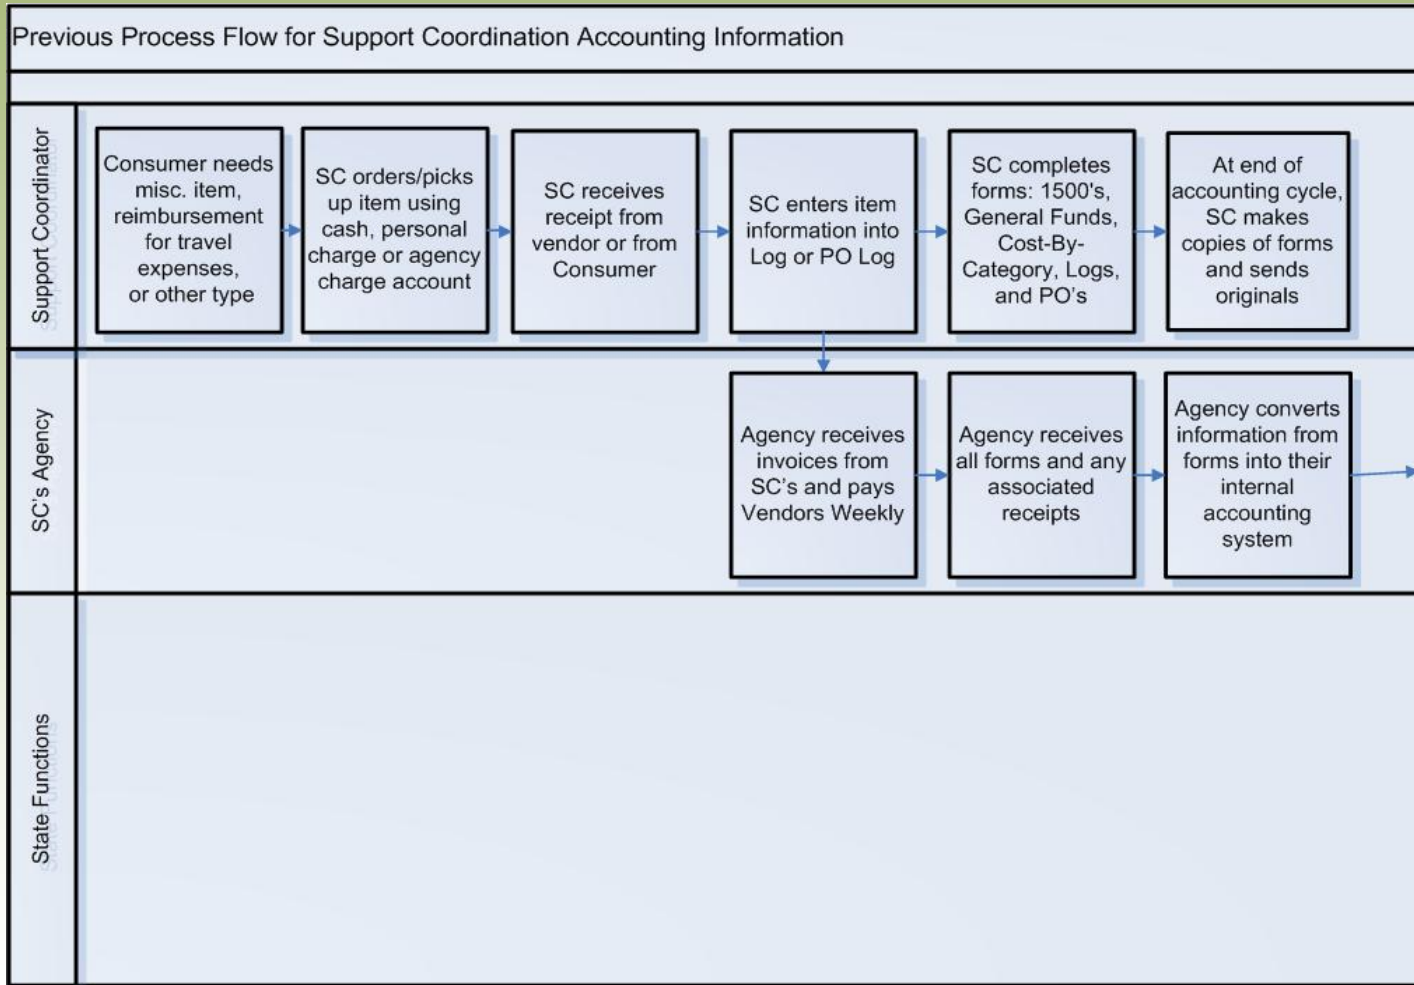 Previous Process Flow for Support Coordination Accounting Information
Support Coordinator
Consumer needs
misc. item,
reimbursement
for travel
expenses,
or other type
SC orders/picks
up item using
cash, personal
charge or agency
charge account
SC receives
receipt from
vendor or from
Consumer
SC enters item
information into
Log or PO Log
SC completes
forms: 1500's,
General Funds,
Cost-By-
Category, Logs,
and PO's
At end of
accounting cycle,
SC makes
copies of forms
and sends
originals
SC's Agency
Agency receives
invoices from
SC's and pays
Vendors Weekly
Agency receives
all forms and any
associated
receipts
Agency converts
information from
forms into their
internal
accounting
system
State Functions